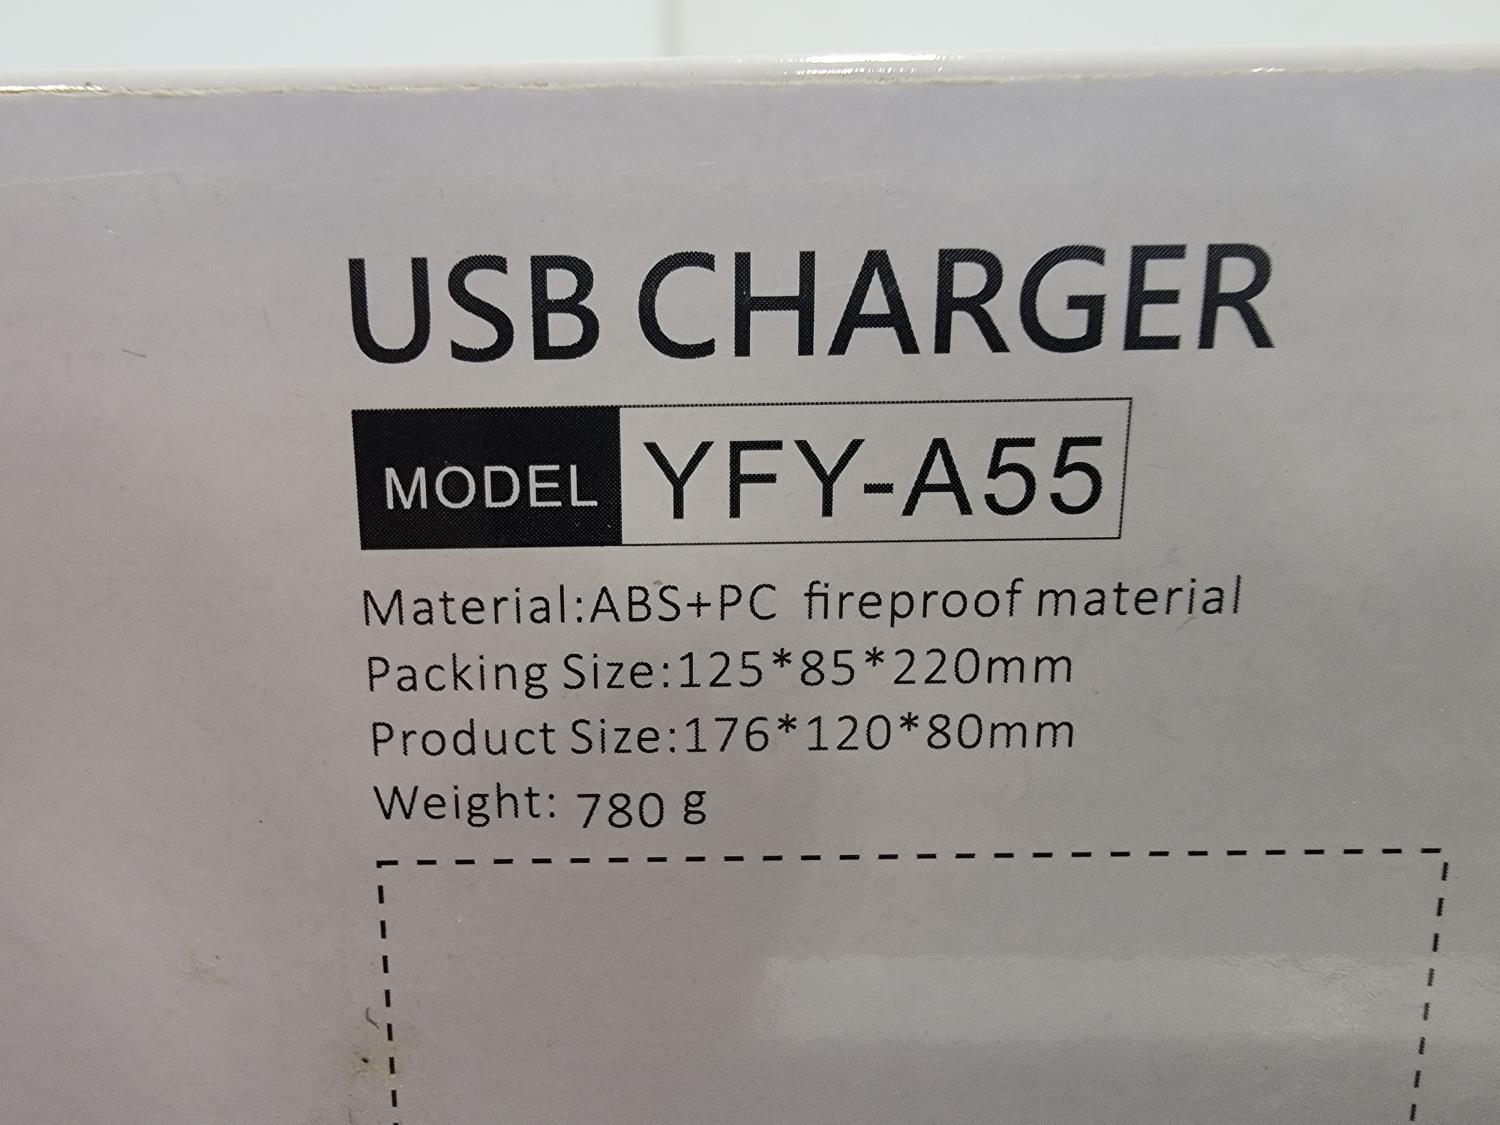 USB CHARGER
MODEL YFY-A55
Material:ABS+PC fireproof material
Packing Size:125*85*220mm
Product Size:176*120*80mm
Weight: 780 g